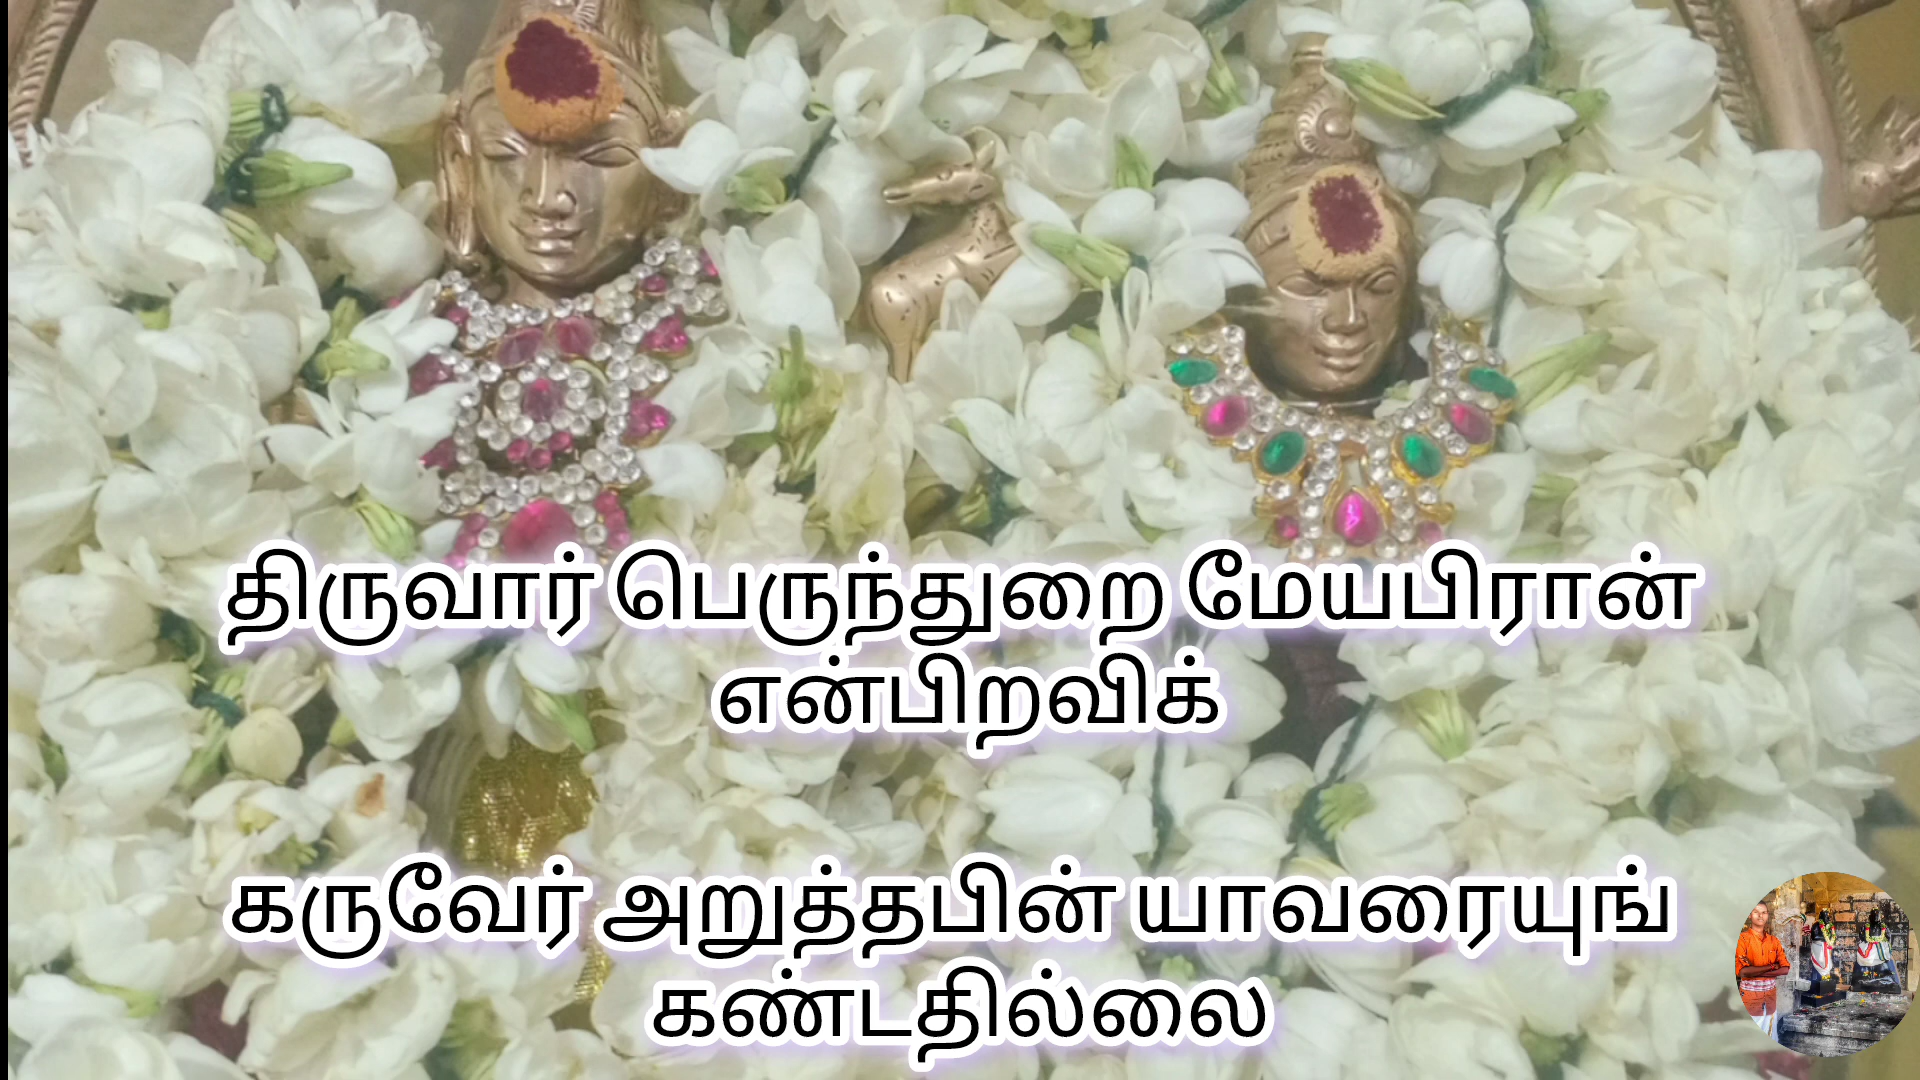 திருவார் பெருந்துறை மேயபிரான்
என்பிறவிக்
கருவேர் அறுத்தபின் யாவரையுங்
கண்டதில்லை